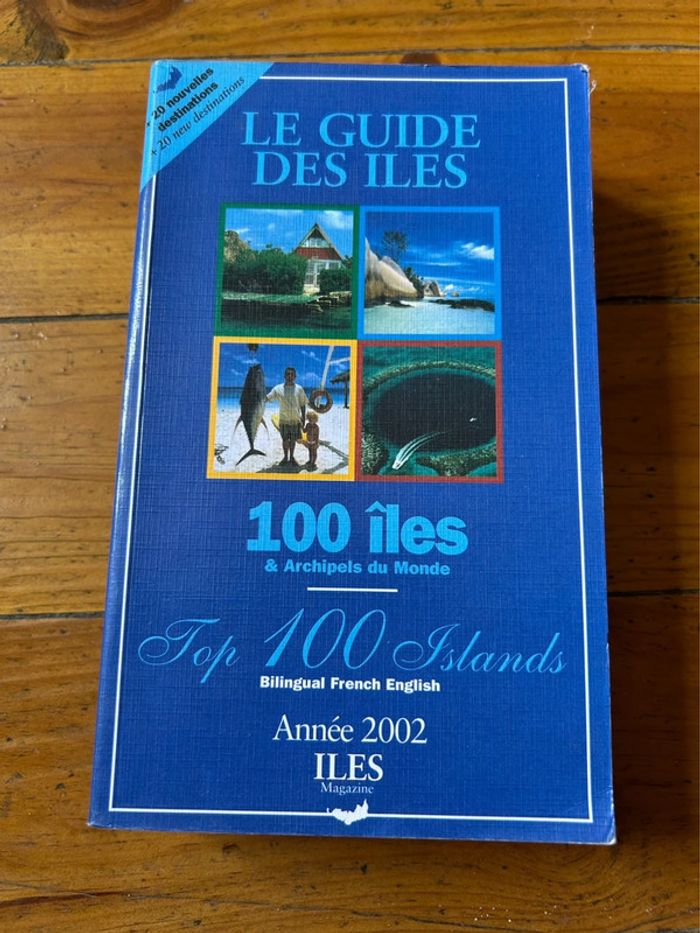 + 20 nouvelles
destinations
+ 20 new destinations
LE GUIDE
DES ILES
100 îles
& Archipels du Monde
Top 100 Islands
Bilingual French English
Année 2002
ILES
Magazine